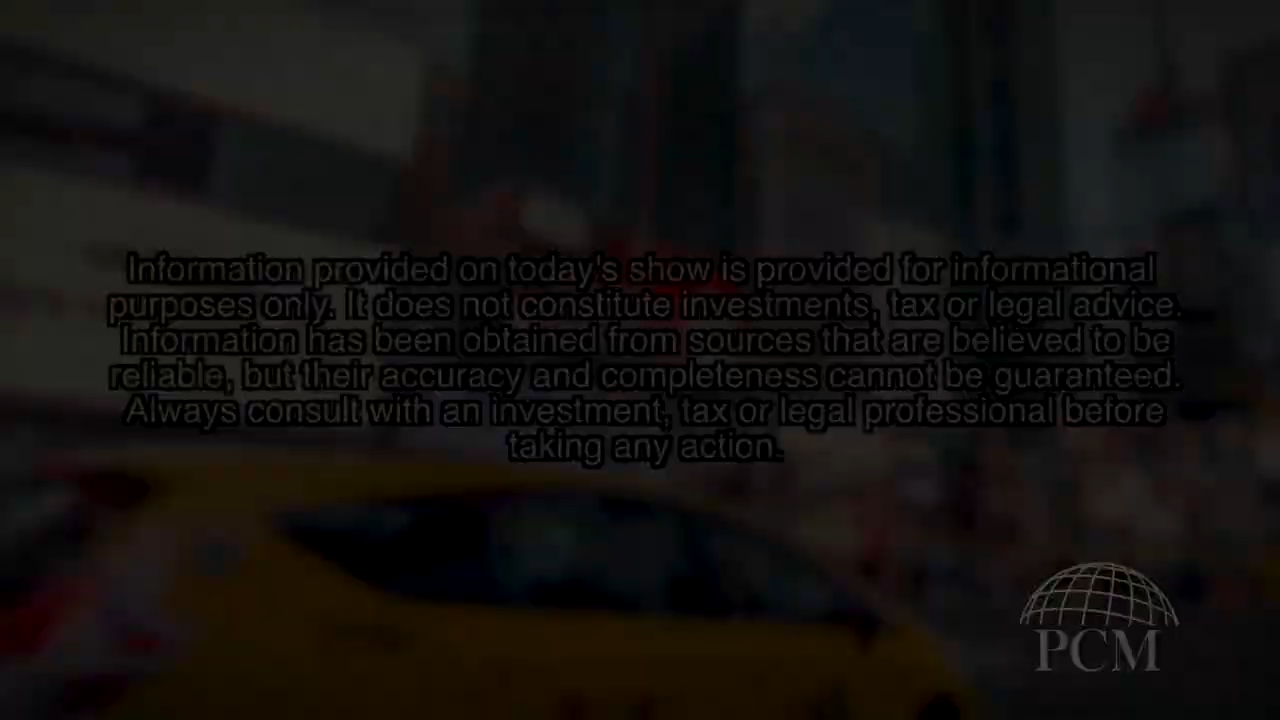 Information provided on today's show is provided for informational
purposes only. It does not constitute investments, tax or legal advice.
Information has been obtained from sources that are believed to be
reliable, but their accuracy and completeness cannot be guaranteed.
Always consult with an investment, tax or legal professional before
taking any action.
PCM